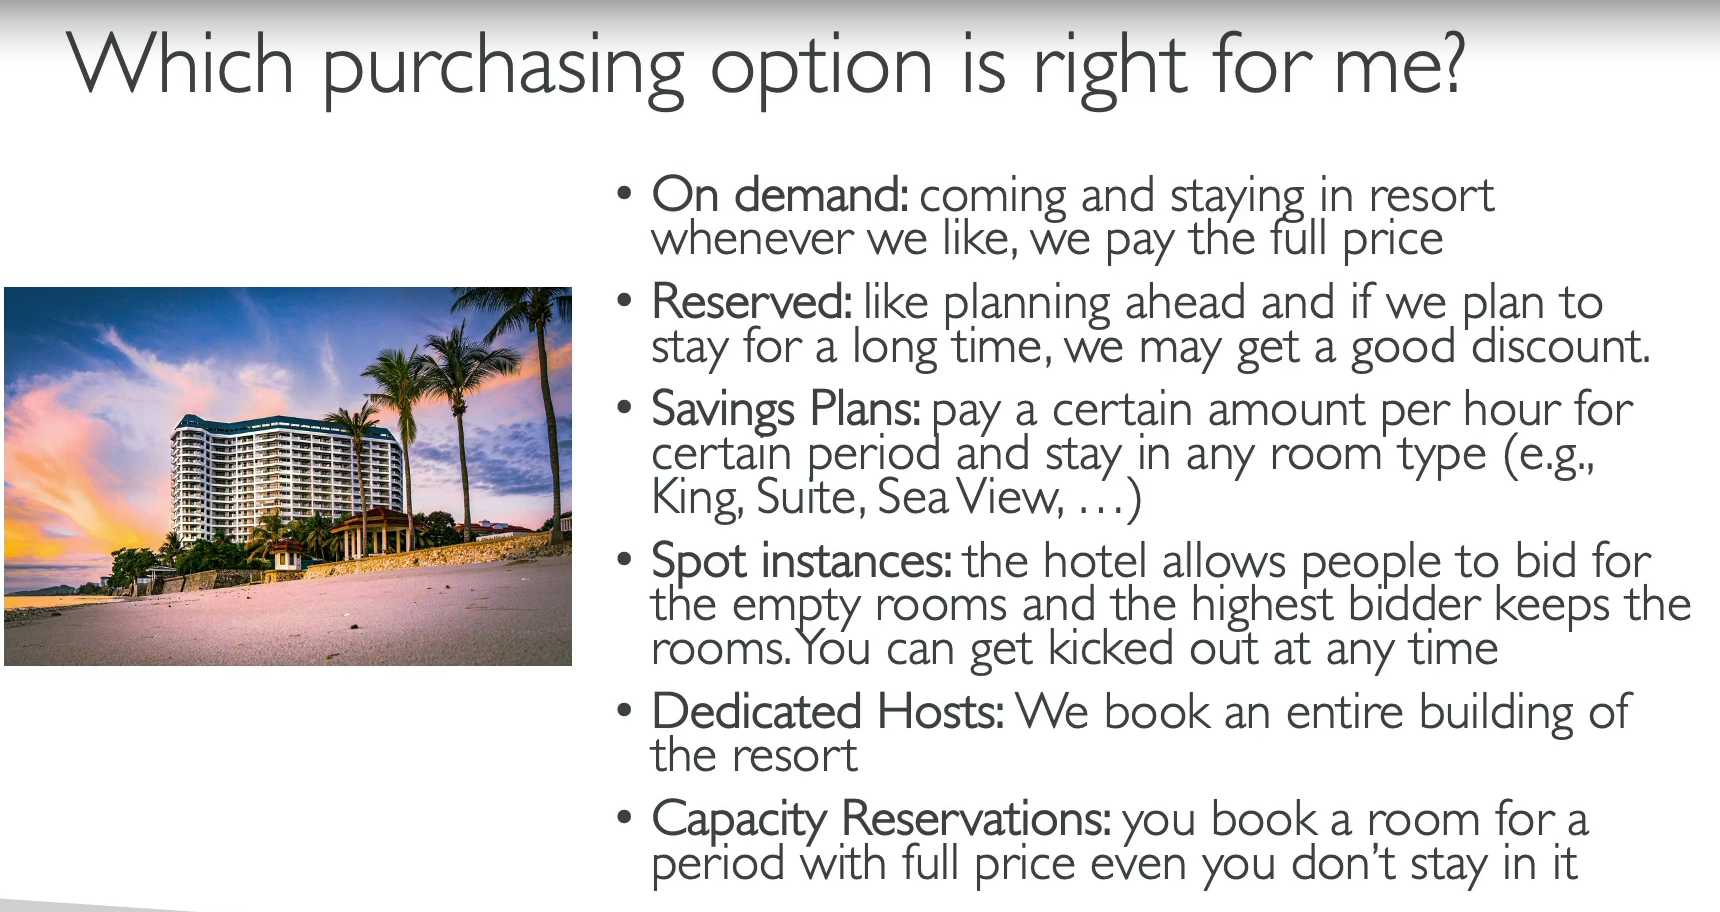 Which purchasing option is right for me?
• On demand: coming and staying in resort
whenever we like, we pay the full price
• Reserved: like planning ahead and if we plan to
stay for a long time, we may get a good discount.
• Savings Plans: pay a certain amount per hour for
certain period and stay in any room type (e.g.,
King, Suite, Sea View, …)
• Spot instances: the hotel allows people to bid for
the empty rooms and the highest bidder keeps the
rooms. You can get kicked out at any time
• Dedicated Hosts: We book an entire building of
the resort
• Capacity Reservations: you book a room for a
period with full price even you don’t stay in it